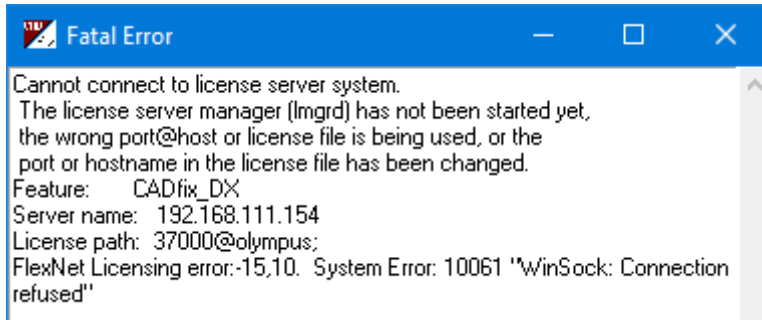 Fatal Error
Cannot connect to license server system.
The license server manager (lmgrd) has not been started yet,
the wrong port@host or license file is being used, or the
port or hostname in the license file has been changed.
Feature: CADfix_DX
Server name: 192.168.111.154
License path: 37000@olympus;
FlexNet Licensing error:-15,10. System Error: 10061 "WinSock: Connection
refused"